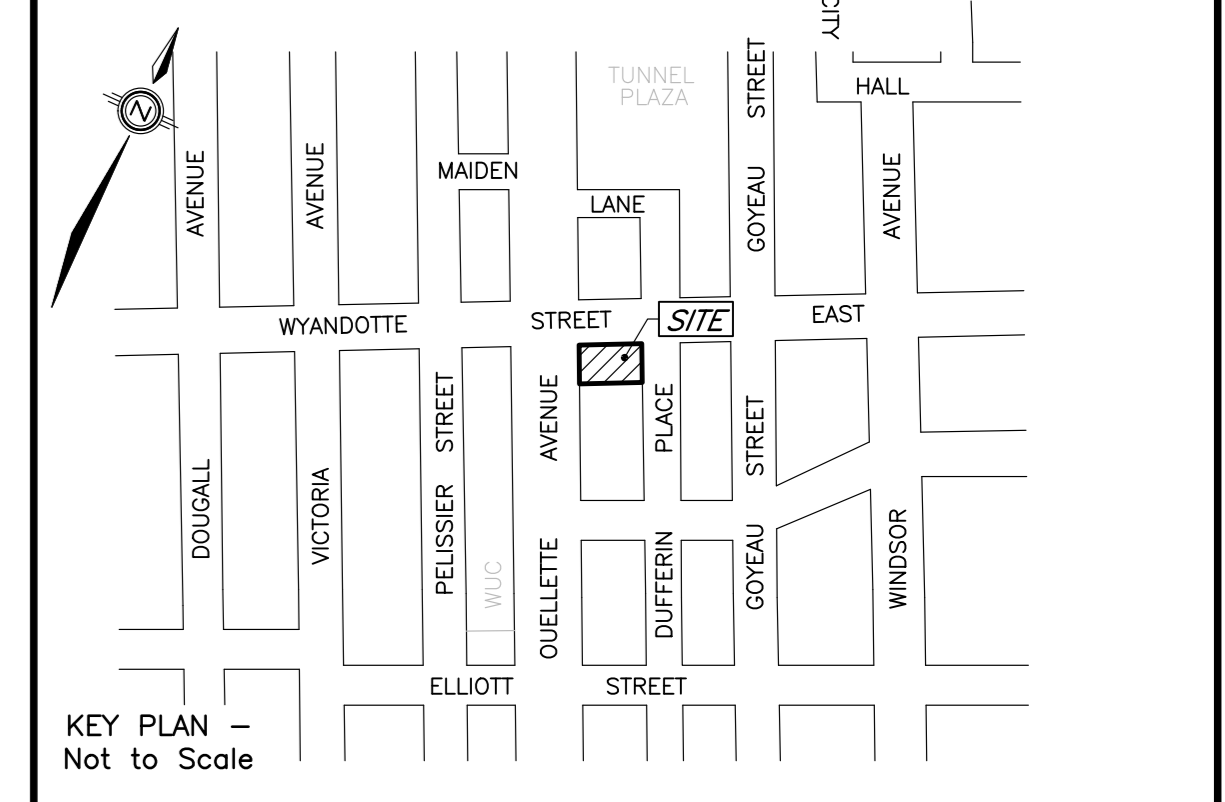 CITY
TUNNEL
PLAZA
STREET
HALL
N
AVENUE
AVENUE
MAIDEN
GOYEAU
AVENUE
LANE
WYANDOTTE
STREET
SITE
EAST
STREET
AVENUE
PLACE
STREET
DOUGALL
VICTORIA
PELISSIER
WUC
OUELLETTE
DUFFERIN
GOYEAU
WINDSOR
ELLIOTT
STREET
KEY PLAN –
Not to Scale